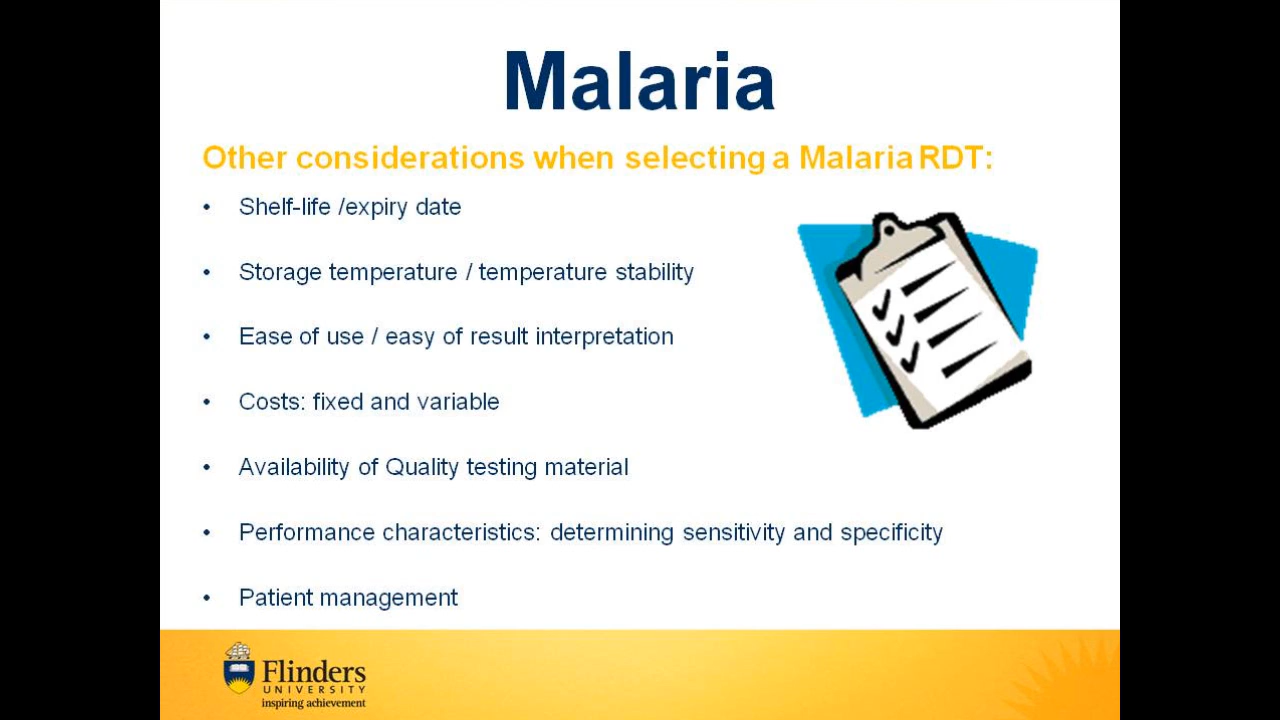 Malaria
Other considerations when selecting a Malaria RDT:
• Shelf-life /expiry date
• Storage temperature / temperature stability
• Ease of use / easy of result interpretation
• Costs: fixed and variable
• Availability of Quality testing material
• Performance characteristics: determining sensitivity and specificity
• Patient management
Flinders
UNIVERSITY
inspiring achievement